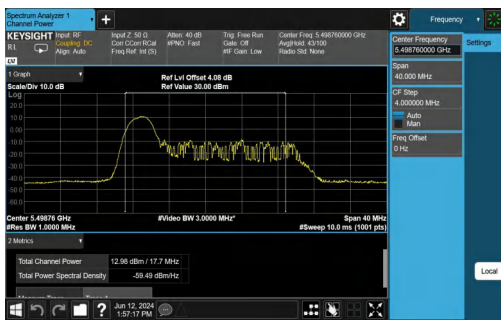 Spectrum Analyzer 1
Channel Power
Frequency
KEYSIGHT
RL
Input: RF
Coupling: DC
Align: Auto
Input Z: 50 Ω
Corr CCorr RCal
Freq Ref: Int (S)
Atten: 40 dB
#PNO: Fast
Trig: Free Run
Gate: Off
#IF Gain: Low
Center Freq: 5.498760000 GHz
Avg|Hold: 43/100
Radio Std: None
Center Frequency
5.498760000 GHz
Settings
Span
40.000 MHz
CF Step
4.000000 MHz
Auto
Man
Freq Offset
0 Hz
1 Graph
Scale/Div 10.0 dB
Ref Lvl Offset 4.08 dB
Ref Value 30.00 dBm
Log
20.0
10.0
0.00
-10.0
-20.0
-30.0
-40.0
-50.0
-60.0
Center 5.49876 GHz
#Res BW 1.0000 MHz
#Video BW 3.0000 MHz*
Span 40 MHz
#Sweep 10.0 ms (1001 pts)
2 Metrics
Total Channel Power 12.98 dBm / 17.7 MHz
Total Power Spectral Density -59.49 dBm/Hz
Local
Jun 12, 2024
1:57:17 PM